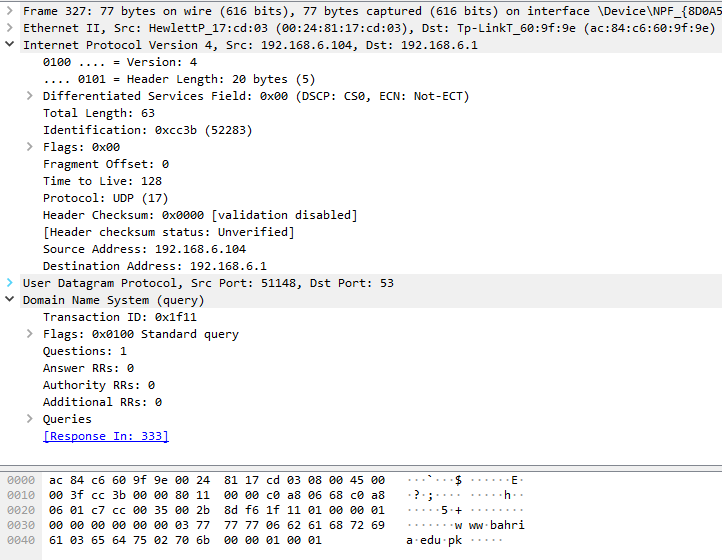 Frame 327: 77 bytes on wire (616 bits), 77 bytes captured (616 bits) on interface \Device\NPF_{8D0A5
Ethernet II, Src: HewlettP_17:cd:03 (00:24:81:17:cd:03), Dst: Tp-LinkT_60:9f:9e (ac:84:c6:60:9f:9e)
Internet Protocol Version 4, Src: 192.168.6.104, Dst: 192.168.6.1
0100 .... = Version: 4
.... 0101 = Header Length: 20 bytes (5)
Differentiated Services Field: 0x00 (DSCP: CS0, ECN: Not-ECT)
Total Length: 63
Identification: 0xcc3b (52283)
Flags: 0x00
Fragment Offset: 0
Time to Live: 128
Protocol: UDP (17)
Header Checksum: 0x0000 [validation disabled]
[Header checksum status: Unverified]
Source Address: 192.168.6.104
Destination Address: 192.168.6.1
User Datagram Protocol, Src Port: 51148, Dst Port: 53
Domain Name System (query)
Transaction ID: 0x1f11
Flags: 0x0100 Standard query
Questions: 1
Answer RRs: 0
Authority RRs: 0
Additional RRs: 0
Queries
[Response In: 333]
0000 ac 84 c6 60 9f 9e 00 24 81 17 cd 03 08 00 45 00 ···`···$ ······E·
0010 00 3f cc 3b 00 00 80 11 00 00 c0 a8 06 68 c0 a8 ·?·;···· ·····h··
0020 06 01 c7 cc 00 35 00 2b 8d f6 1f 11 01 00 00 01 ·····5·+ ········
0030 00 00 00 00 00 00 03 77 77 77 06 62 61 68 72 69 ·······w ww·bahri
0040 61 03 65 64 75 02 70 6b 00 00 01 00 01 a·edu·pk ·····